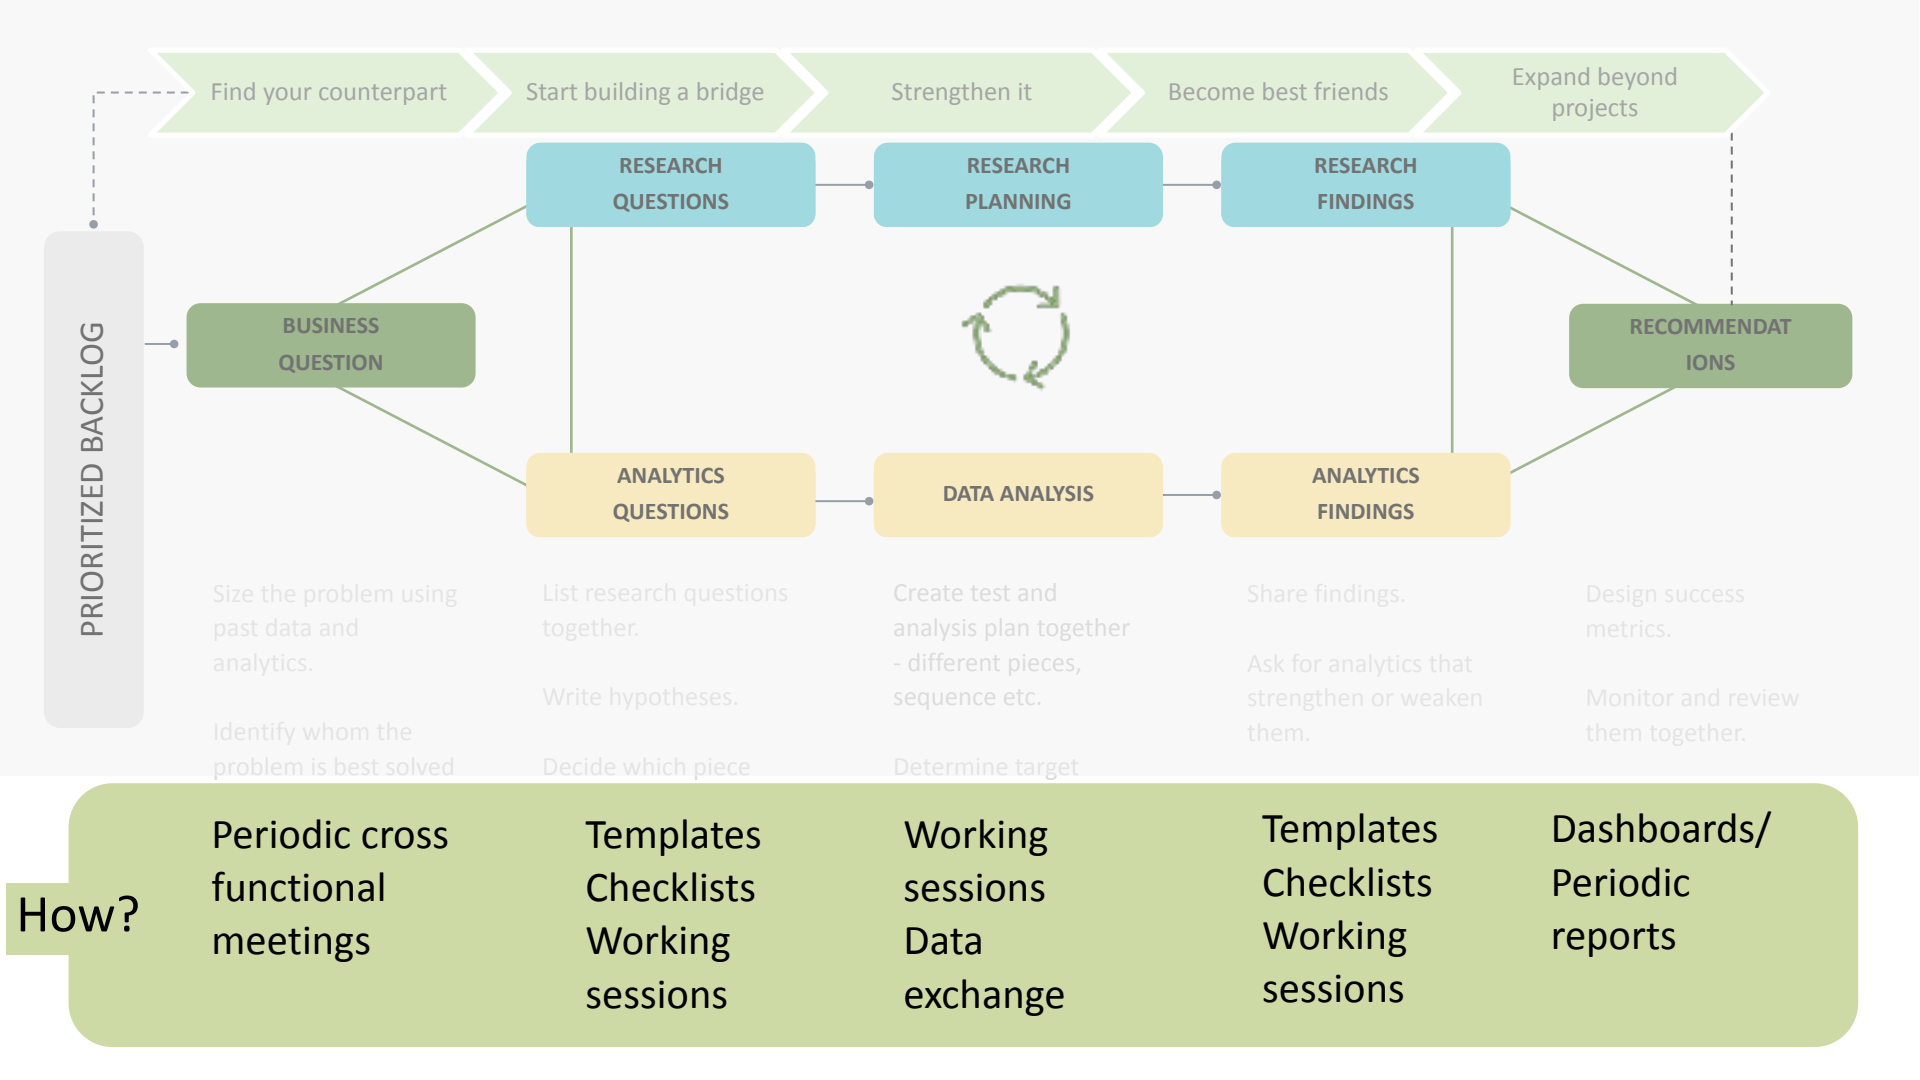 Find your counterpart
Start building a bridge
Strengthen it
Become best friends
Expand beyond
projects
RESEARCH
QUESTIONS
RESEARCH
PLANNING
RESEARCH
FINDINGS
PRIORITIZED BACKLOG
BUSINESS
QUESTION
RECOMMENDAT
IONS
ANALYTICS
QUESTIONS
DATA ANALYSIS
ANALYTICS
FINDINGS
Size the problem using
past data and
analytics.
Identify whom the
problem is best solved
List research questions
together.
Write hypotheses.
Decide which piece
Create test and
analysis plan together
- different pieces,
sequence etc.
Determine target
Share findings.
Ask for analytics that
strengthen or weaken
them.
Design success
metrics.
Monitor and review
them together.
How?
Periodic cross
functional
meetings
Templates
Checklists
Working
sessions
Working
sessions
Data
exchange
Templates
Checklists
Working
sessions
Dashboards/
Periodic
reports